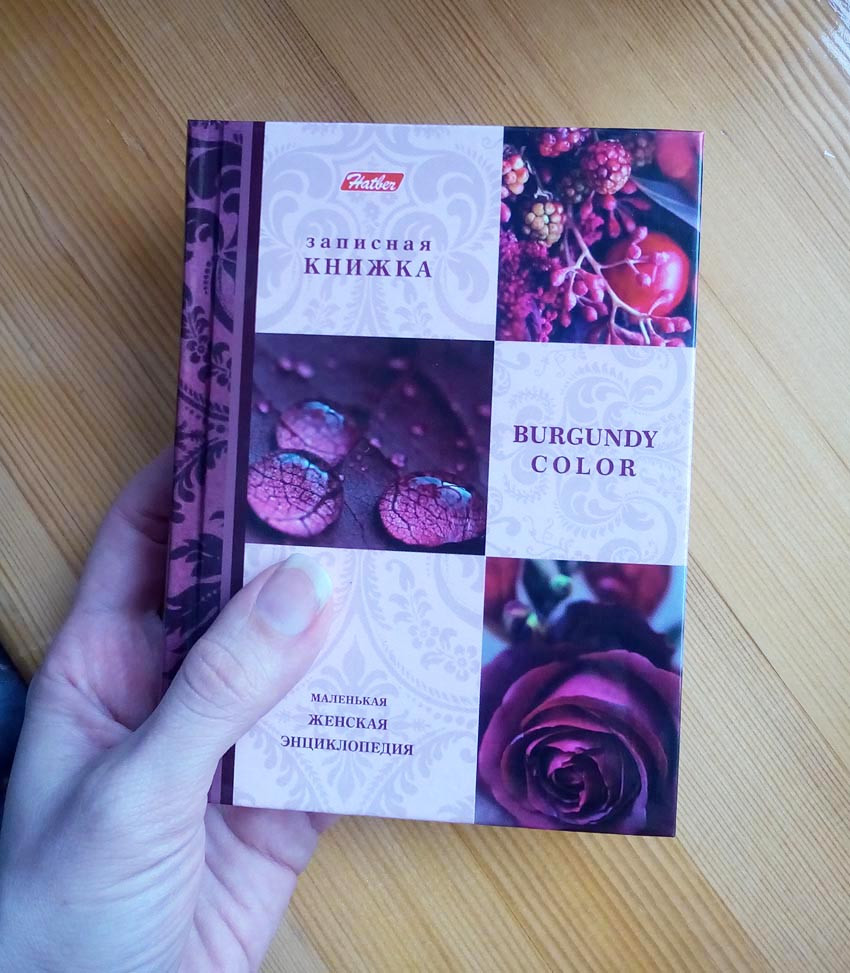 Hatber
записная
КНИЖКА
BURGUNDY
COLOR
МАЛЕНЬКАЯ
ЖЕНСКАЯ
ЭНЦИКЛОПЕДИЯ